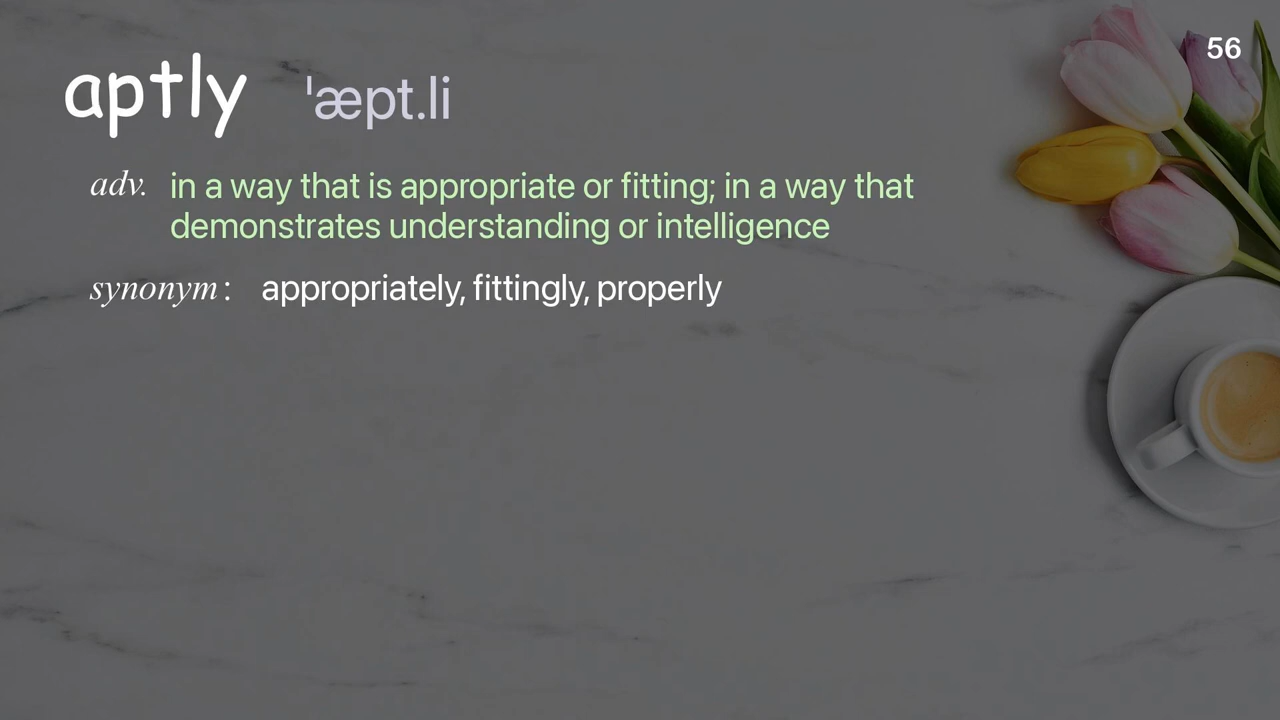 56
aptly ˈæpt.li
adv. in a way that is appropriate or fitting; in a way that
demonstrates understanding or intelligence
synonym: appropriately, fittingly, properly